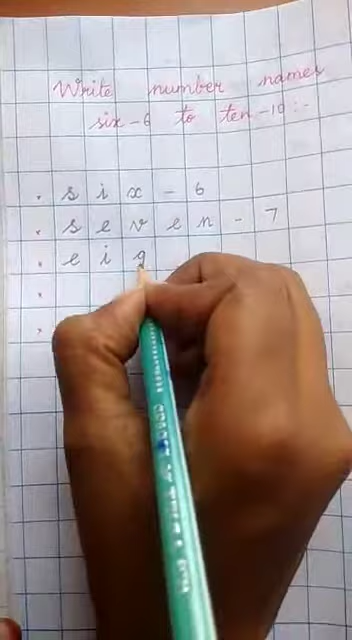 Write number names
six-6 to ten-10:-
. s i x - 6
. s e v e n - 7
. e i g
.
.